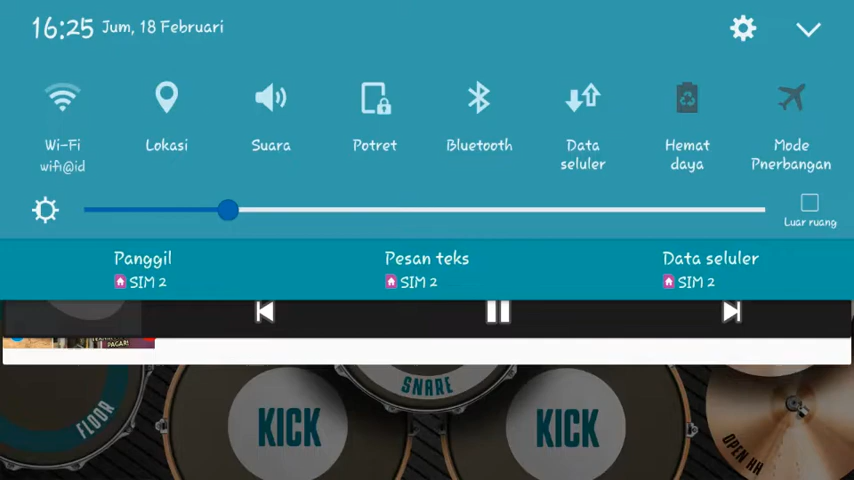 16:25 Jum, 18 Februari
Wi-Fi
wifi@id
Lokasi
Suara
Potret
Bluetooth
Data
seluler
Hemat
daya
Mode
Pnerbangan
Luar ruang
Panggil
SIM 2
Pesan teks
SIM 2
Data seluler
SIM 2
PAGAR!
SNARE
FLOOR
KICK
KICK
OPEN HH